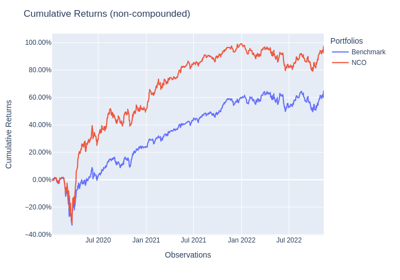 Cumulative Returns (non-compounded)
Portfolios
Benchmark
NCO
Cumulative Returns
100.00%
80.00%
60.00%
40.00%
20.00%
0.00%
−20.00%
−40.00%
Jul 2020 Jan 2021 Jul 2021 Jan 2022 Jul 2022
Observations